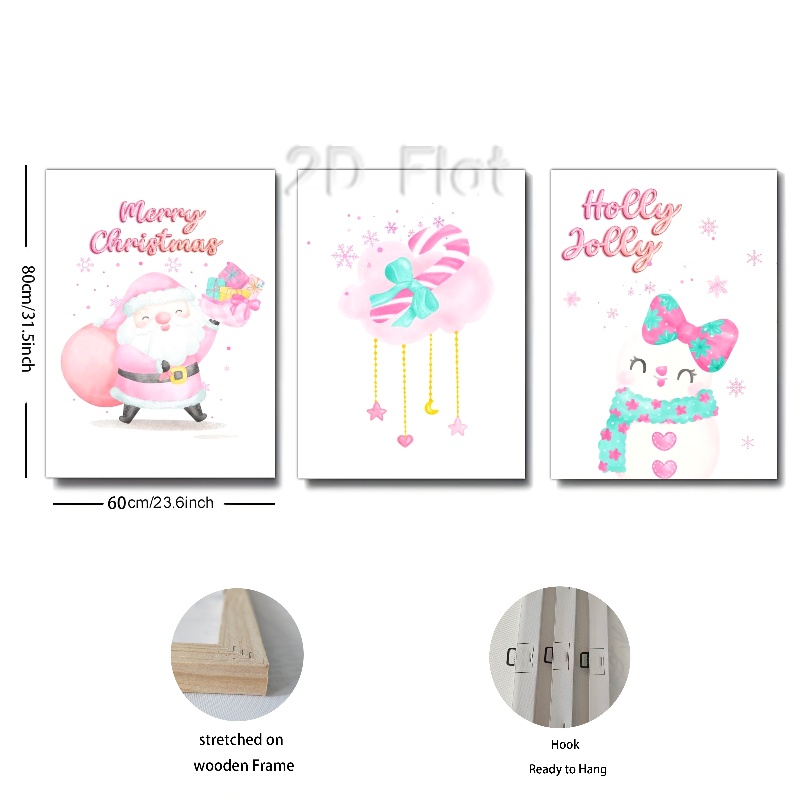 2D Flat
Merry
Christmas
Holly
Jolly
80cm/31.5inch
60cm/23.6inch
stretched on
wooden Frame
Hook
Ready to Hang